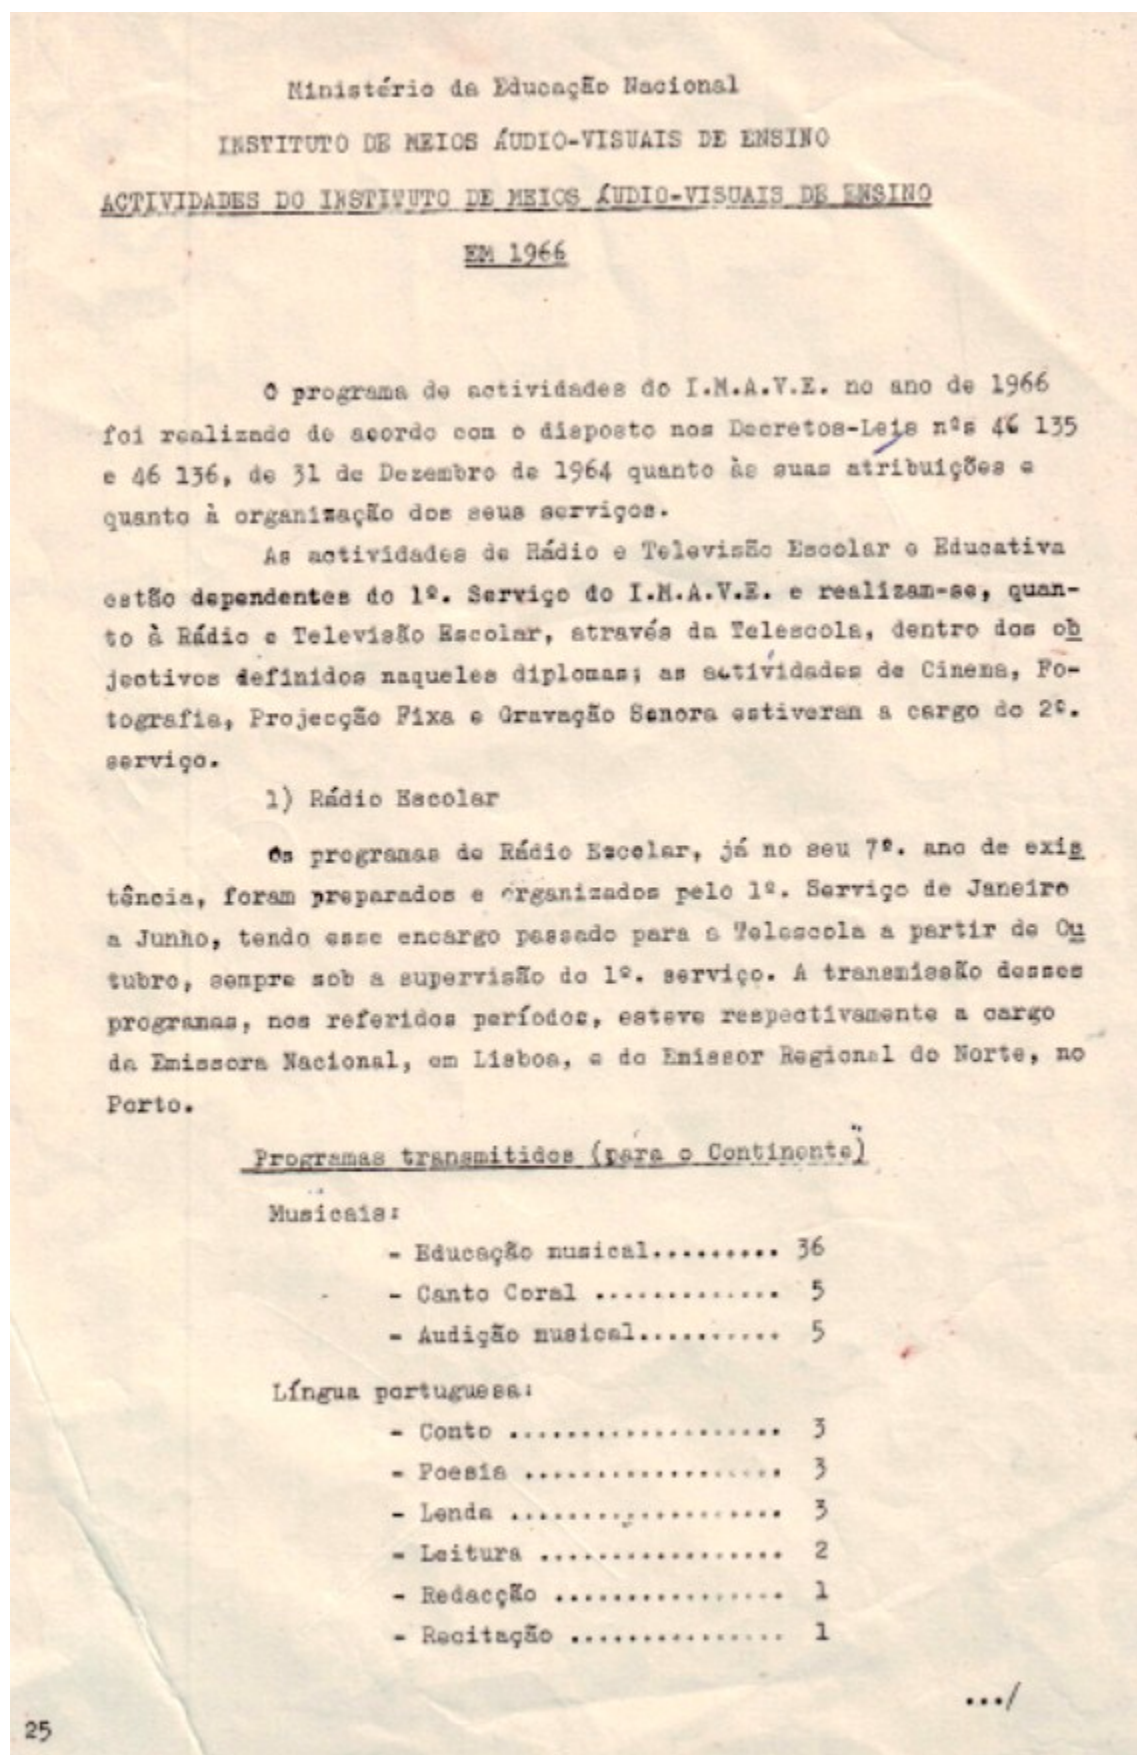 Ministério da Educação Nacional
INSTITUTO DE MEIOS ÁUDIO-VISUAIS DE ENSINO
ACTIVIDADES DO INSTITUTO DE MEIOS ÁUDIO-VISUAIS DE ENSINO
EM 1966
O programa de actividades do I.M.A.V.E. no ano de 1966
foi realizado de acordo com o disposto nos Decretos-Leis nºs 46 135
e 46 136, de 31 de Dezembro de 1964 quanto às suas atribuições e
quanto à organização dos seus serviços.
As actividades de Rádio e Televisão Escolar e Educativa
estão dependentes do 1º. Serviço do I.M.A.V.E. e realizam-se, quan-
to à Rádio e Televisão Escolar, através da Telescola, dentro dos ob
jectivos definidos naqueles diplomas; as actividades de Cinema, Fo-
tografia, Projecção Fixa e Gravação Sonora estiveram a cargo do 2º.
serviço.
1) Rádio Escolar
Os programas de Rádio Escolar, já no seu 7º. ano de exis
tência, foram preparados e organizados pelo 1º. Serviço de Janeiro
a Junho, tendo esse encargo passado para a Telescola a partir de Ou
tubro, sempre sob a supervisão do 1º. serviço. A transmissão desses
programas, nos referidos períodos, esteve respectivamente a cargo
da Emissora Nacional, em Lisboa, e do Emissor Regional do Norte, no
Porto.
Programas transmitidos (para o Continente)
Musicais:
- Educação musical......... 36
- Canto Coral ............. 5
- Audição musical.......... 5
Língua portuguesa:
- Conto ................... 3
- Poesia .................. 3
- Lenda ................... 3
- Leitura ................. 2
- Redacção ................ 1
- Recitação ............... 1
.../
25